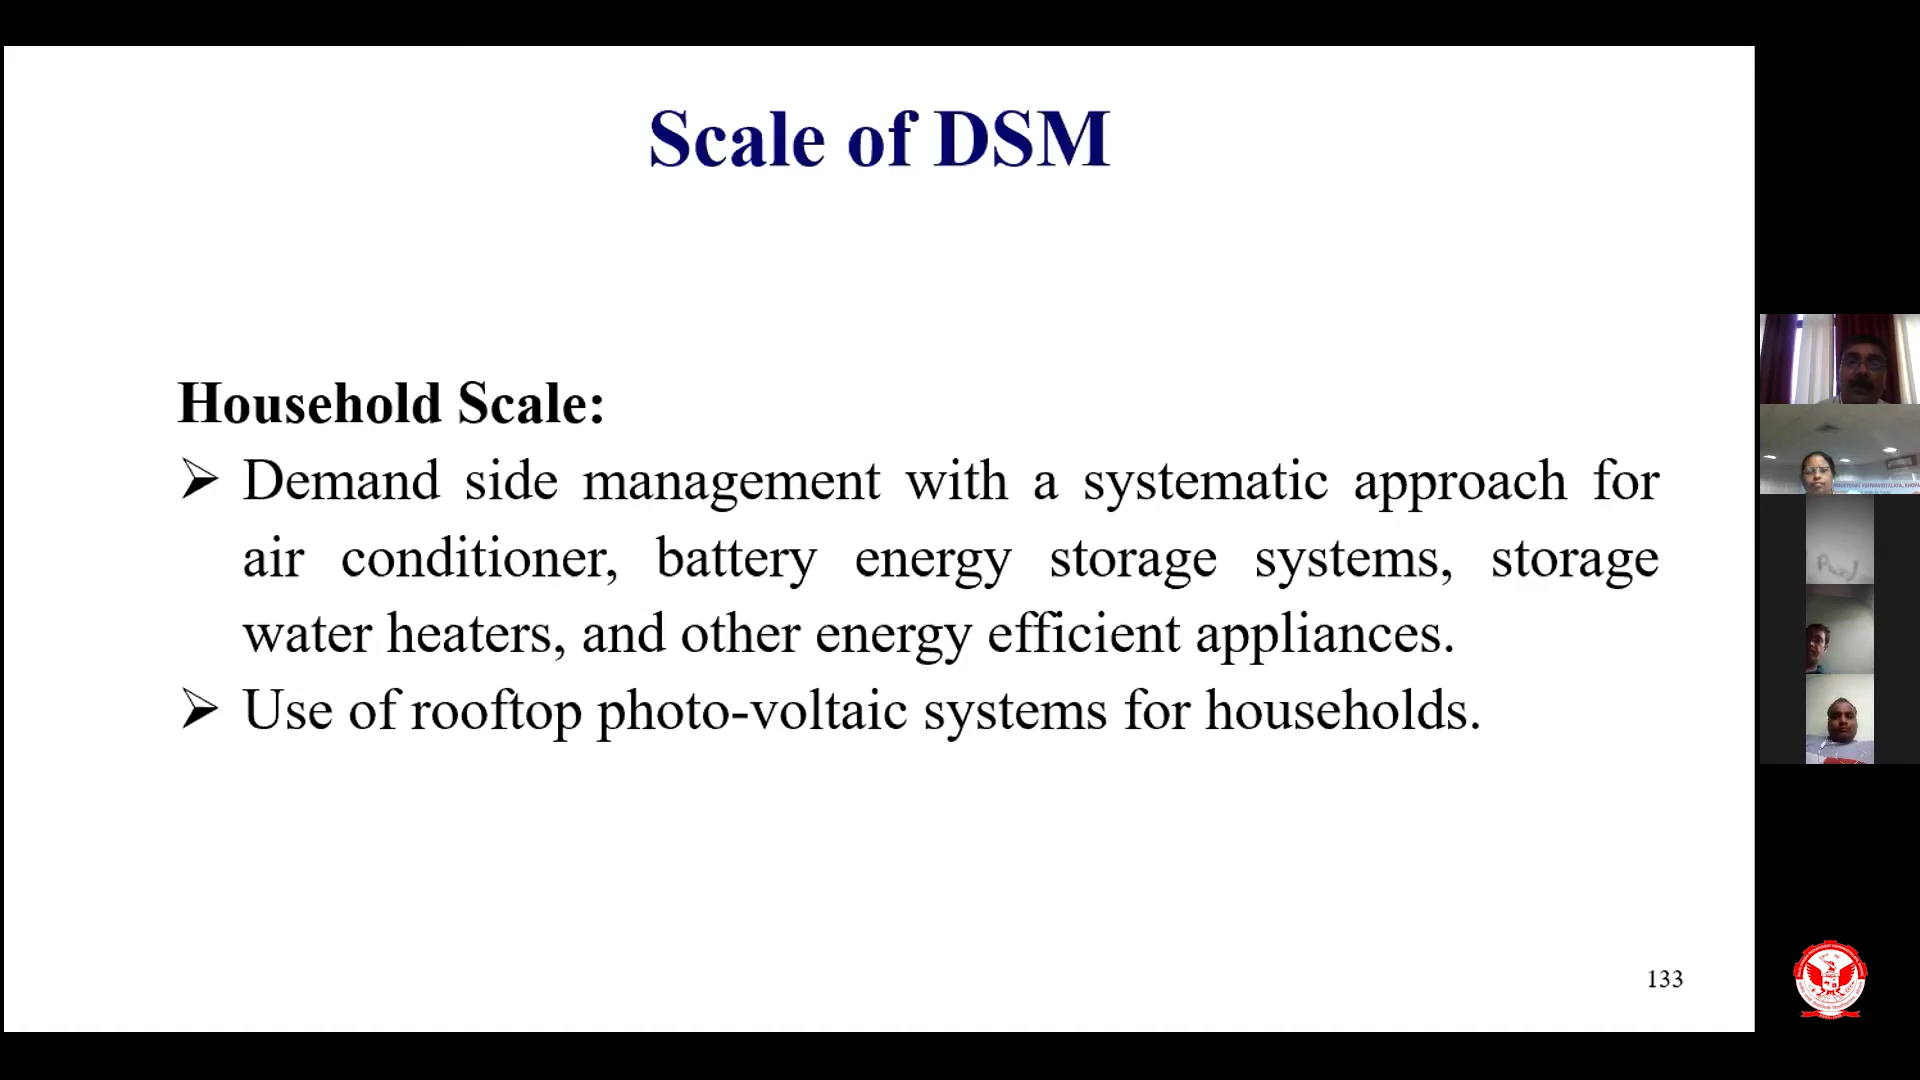 Scale of DSM
Household Scale:
➢ Demand side management with a systematic approach for
air conditioner, battery energy storage systems, storage
water heaters, and other energy efficient appliances.
➢ Use of rooftop photo-voltaic systems for households.
133